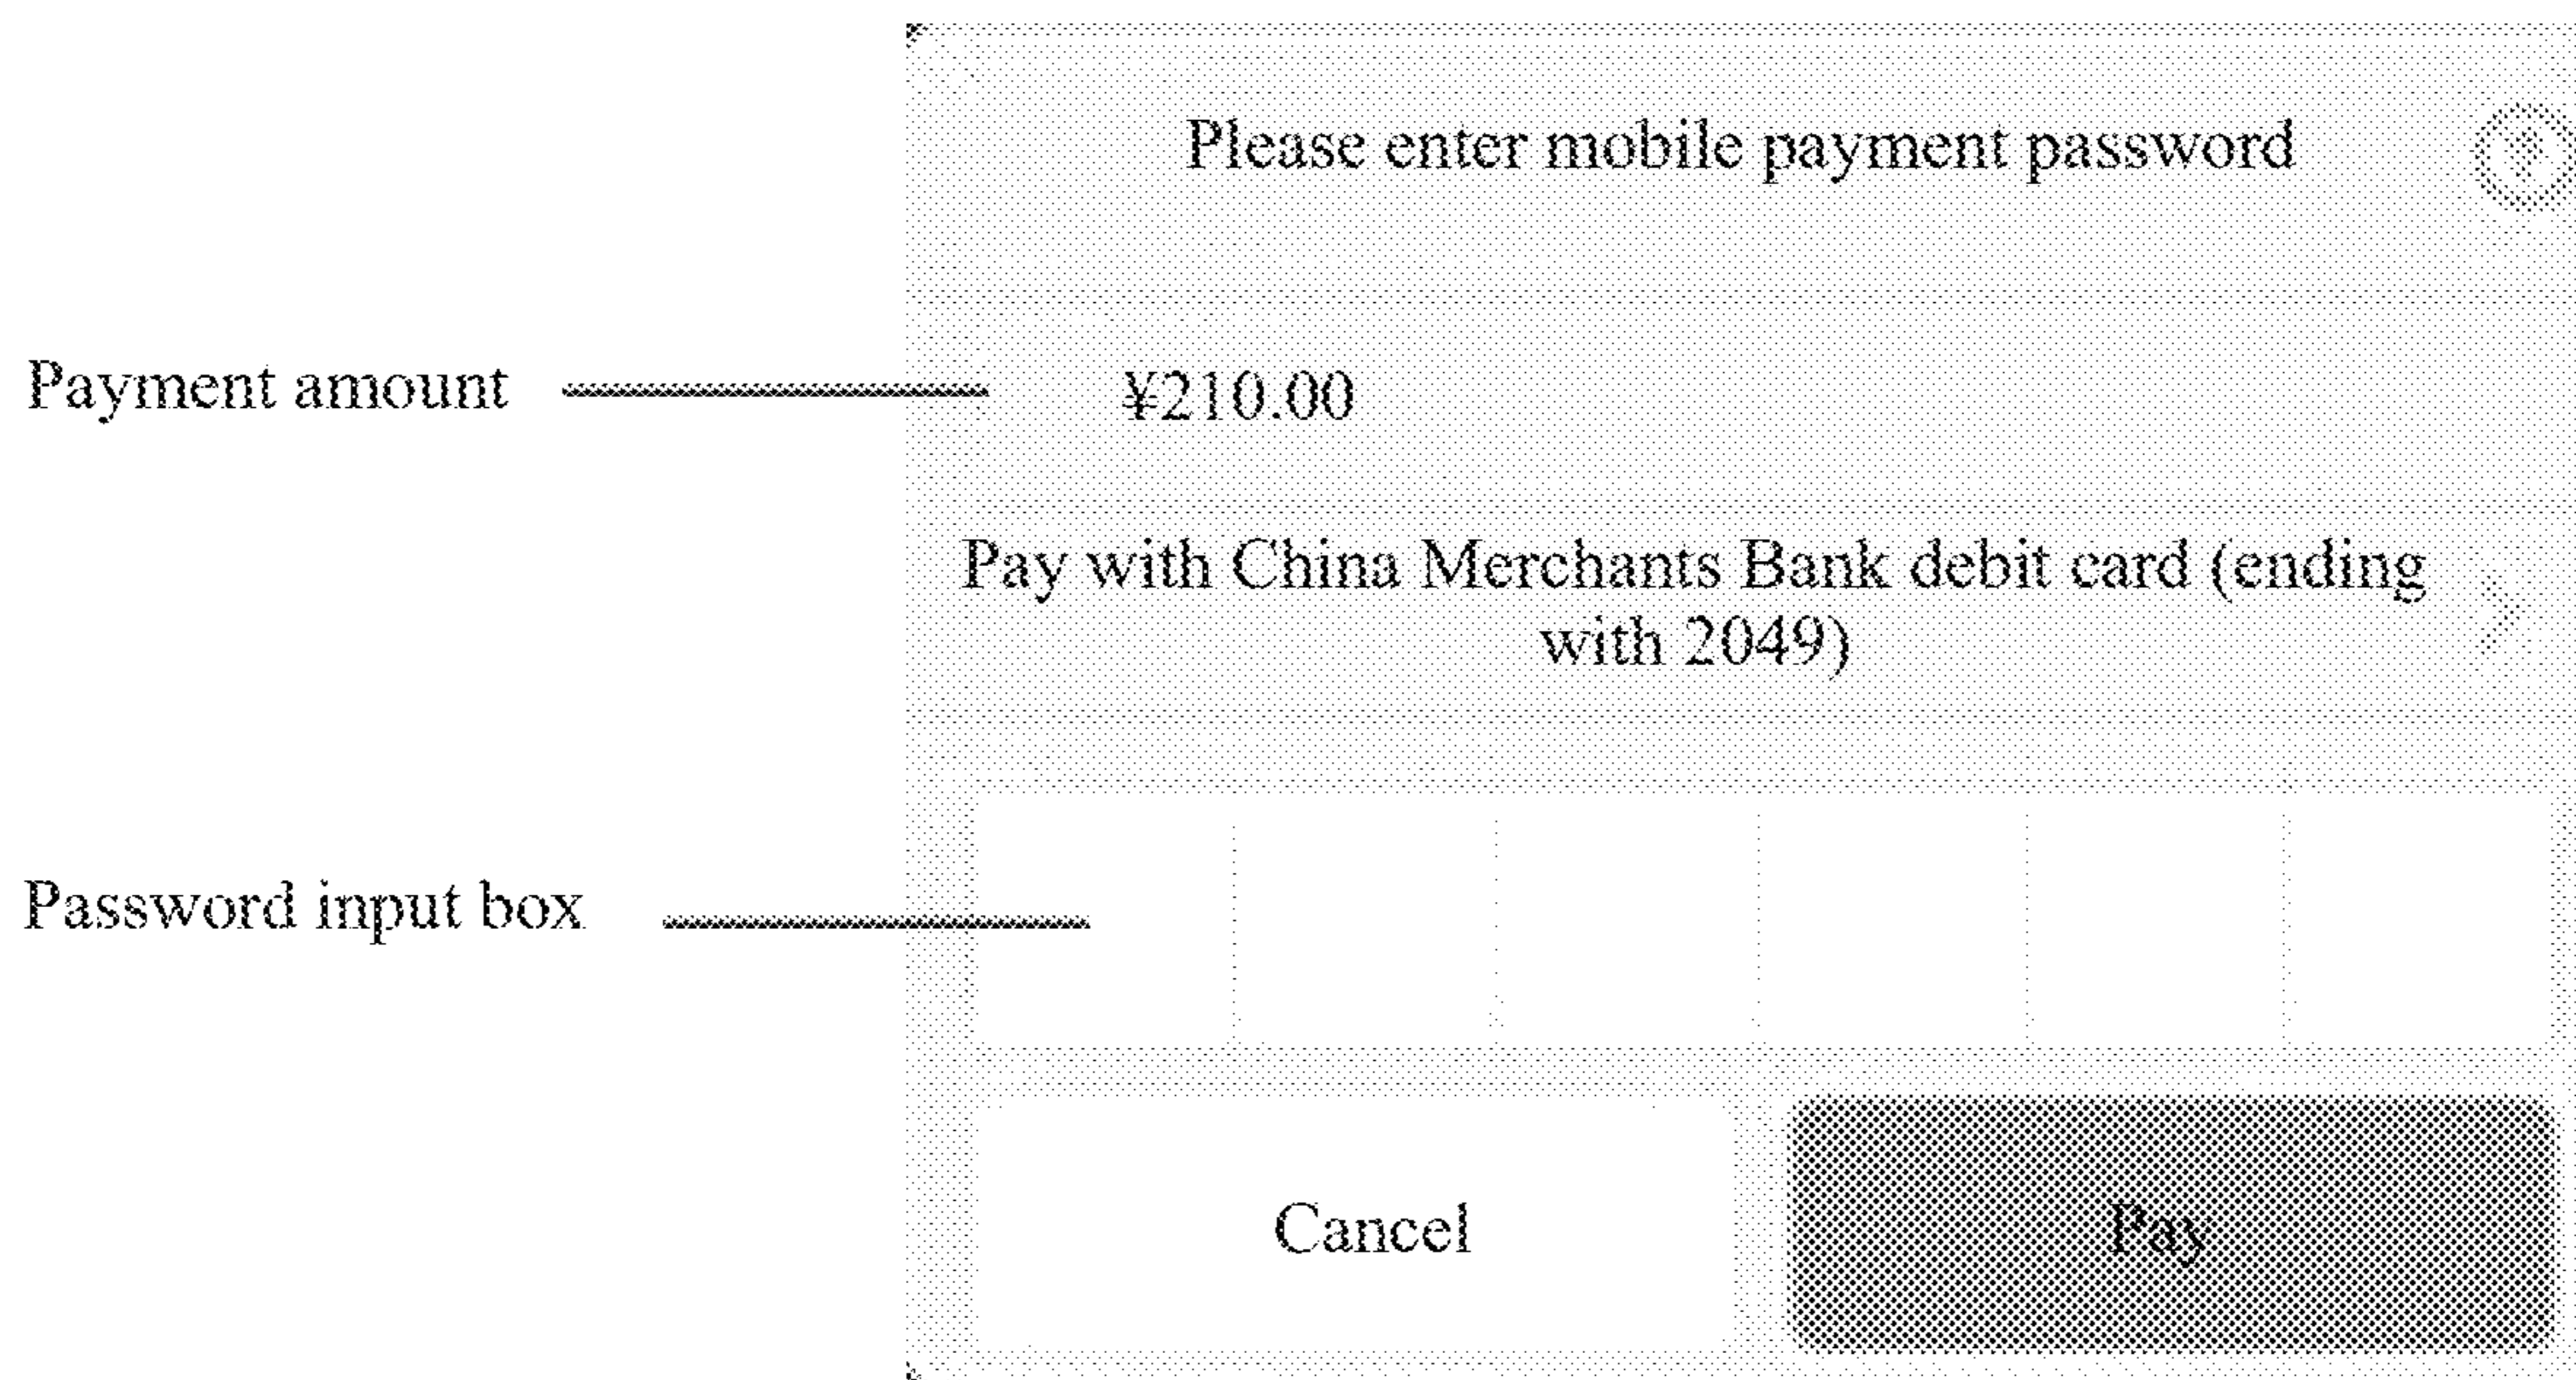 Please enter mobile payment password
Payment amount
¥210.00
Pay with China Merchants Bank debit card (ending
with 2049)
Password input box
Cancel
Pay